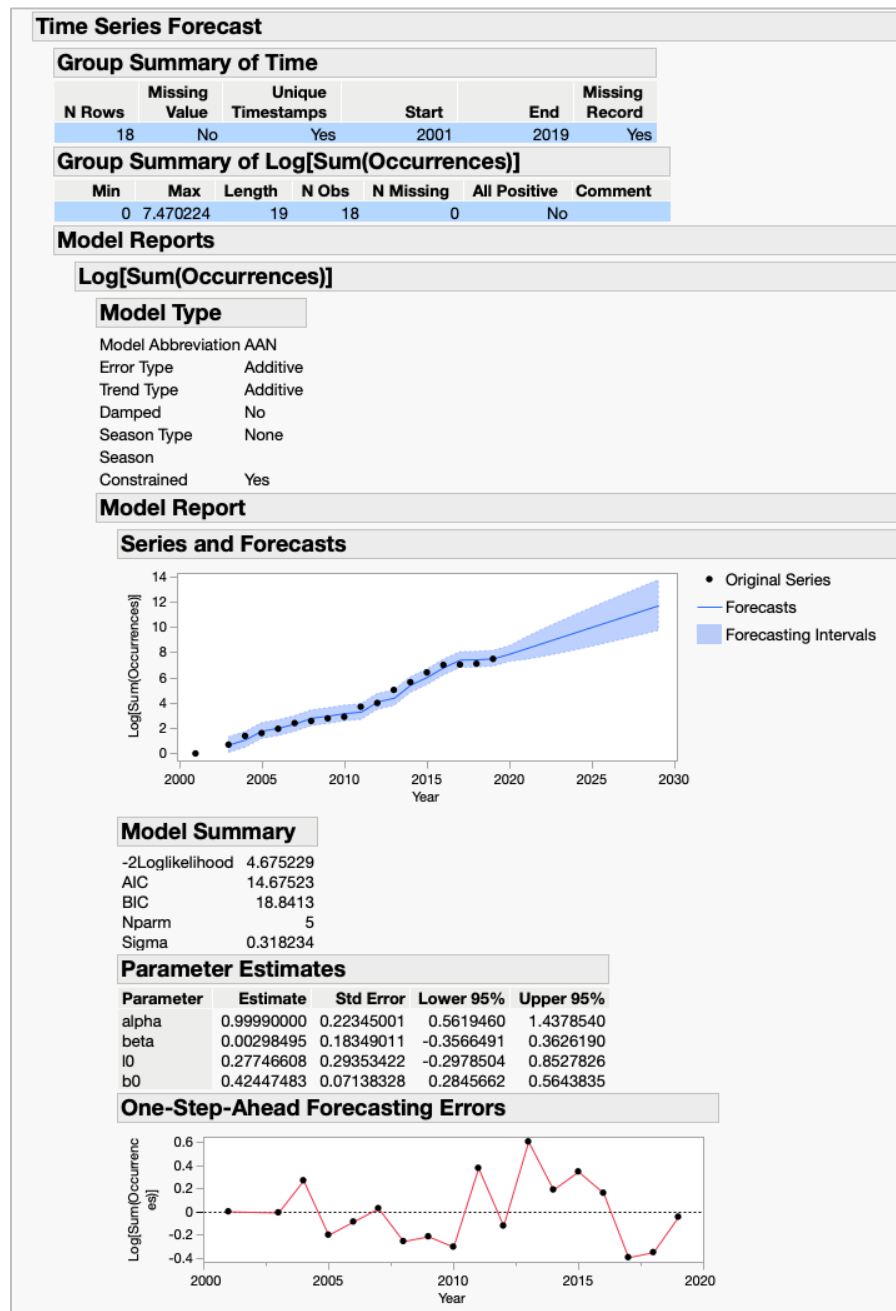 Time Series Forecast
Group Summary of Time
N Rows Missing Value Unique Timestamps Start End Missing Record
18 No Yes 2001 2019 Yes
Group Summary of Log[Sum(Occurrences)]
Min Max Length N Obs N Missing All Positive Comment
0 7.470224 19 18 0 No
Model Reports
Log[Sum(Occurrences)]
Model Type
Model Abbreviation AAN
Error Type Additive
Trend Type Additive
Damped No
Season Type None
Season
Constrained Yes
Model Report
Series and Forecasts
Log[Sum(Occurrences)]
14
12
10
8
6
4
2
0
2000 2005 2010 2015 2020 2025 2030
Year
Original Series
Forecasts
Forecasting Intervals
Model Summary
-2Loglikelihood 4.675229
AIC 14.67523
BIC 18.8413
Nparm 5
Sigma 0.318234
Parameter Estimates
Parameter Estimate Std Error Lower 95% Upper 95%
alpha 0.99990000 0.22345001 0.5619460 1.4378540
beta 0.00298495 0.18349011 -0.3566491 0.3626190
l0 0.27746608 0.29353422 -0.2978504 0.8527826
b0 0.42447483 0.07138328 0.2845662 0.5643835
One-Step-Ahead Forecasting Errors
Log[Sum(Occurrenc
es)]
0.6
0.4
0.2
0
-0.2
-0.4
2000 2005 2010 2015 2020
Year